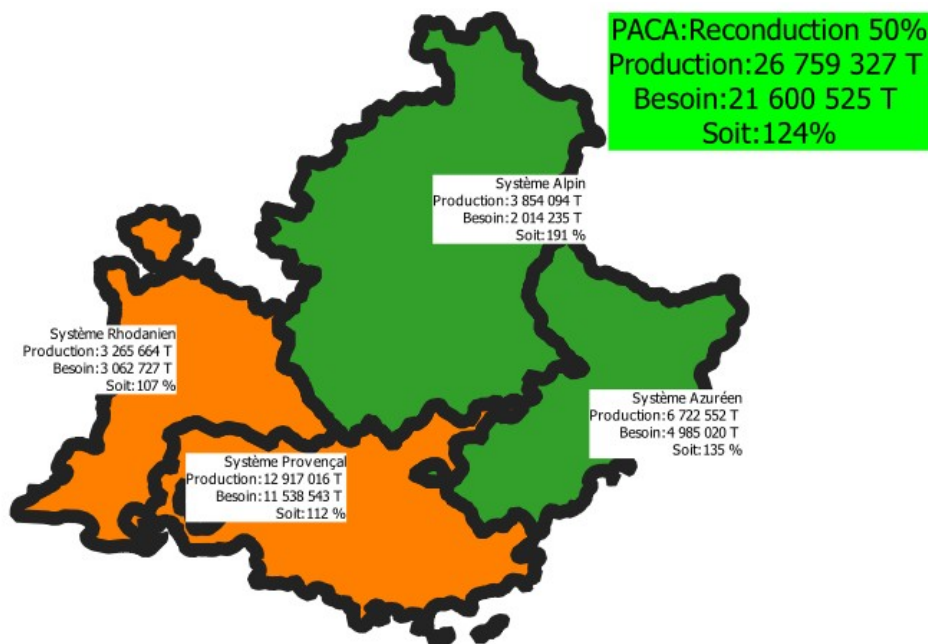 PACA:Reconduction 50%
Production:26 759 327 T
Besoin:21 600 525 T
Soit:124%
Système Alpin
Production:3 854 094 T
Besoin:2 014 235 T
Soit:191 %
Système Rhodanien
Production:3 265 664 T
Besoin:3 062 727 T
Soit:107 %
Système Azuréen
Production:6 722 552 T
Besoin:4 985 020 T
Soit:135 %
Système Provençal
Production:12 917 016 T
Besoin:11 538 543 T
Soit:112 %